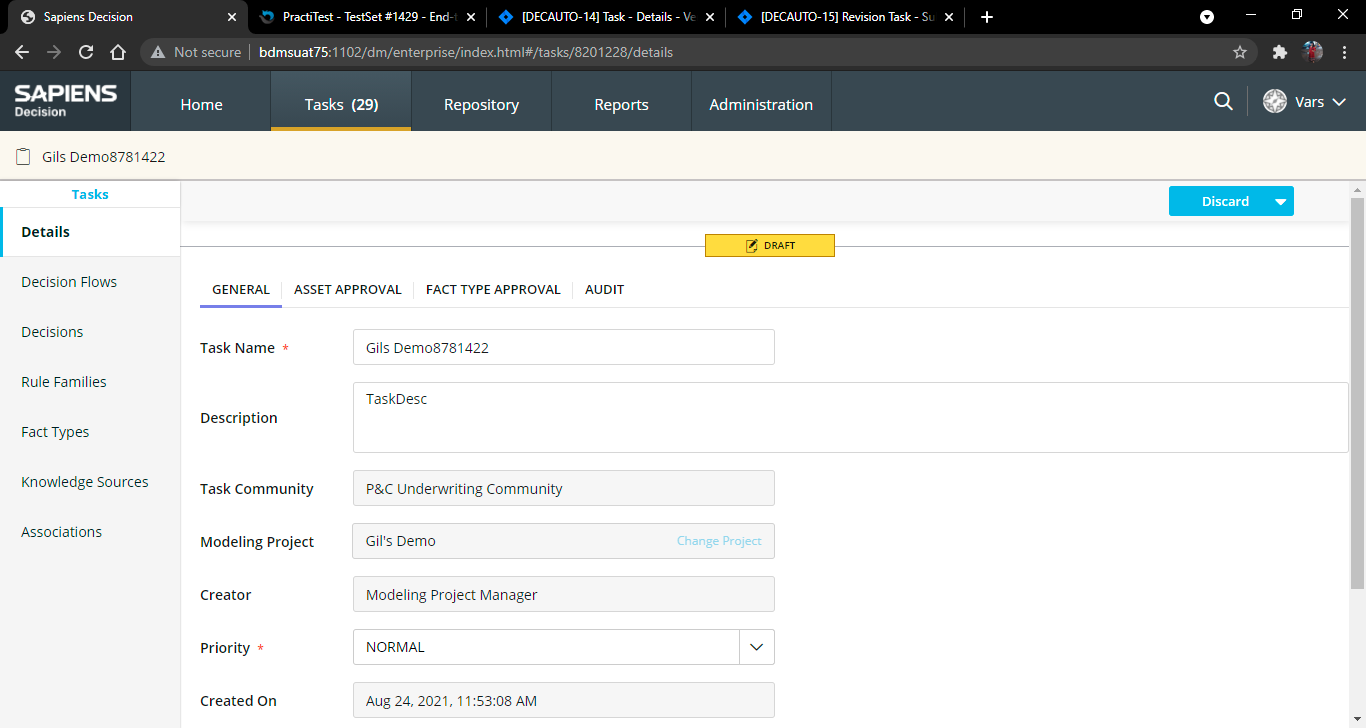 Sapiens Decision
PractiTest - TestSet #1429 - End-
[DECAUTO-14] Task - Details - Ve
[DECAUTO-15] Revision Task - Su
Not secure
bdmsuat75:1102/dm/enterprise/index.html#/tasks/8201228/details
SAPIENS
Decision
Home
Tasks (29)
Repository
Reports
Administration
Vars
Gils Demo8781422
Tasks
Discard
Details
DRAFT
Decision Flows
GENERAL
ASSET APPROVAL
FACT TYPE APPROVAL
AUDIT
Decisions
Task Name *
Gils Demo8781422
Rule Families
Description
TaskDesc
Fact Types
Knowledge Sources
Task Community
P&C Underwriting Community
Associations
Modeling Project
Gil's Demo
Change Project
Creator
Modeling Project Manager
Priority *
NORMAL
Created On
Aug 24, 2021, 11:53:08 AM